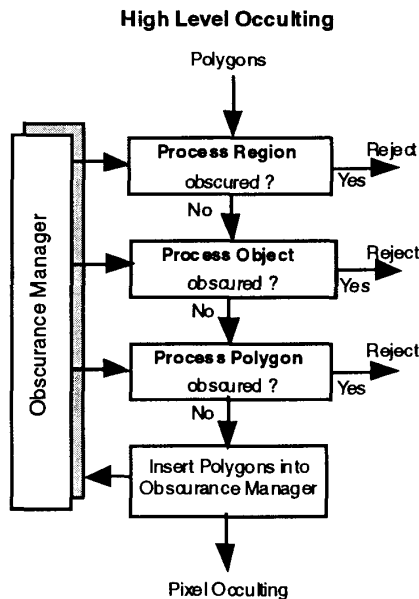 High Level Occulting
Polygons
Process Region
obscured ?
Reject
Yes
No
Process Object
obscured ?
Reject
Yes
No
Process Polygon
obscured ?
Reject
Yes
No
Insert Polygons into
Obscurance Manager
Obscurance Manager
Pixel Occulting